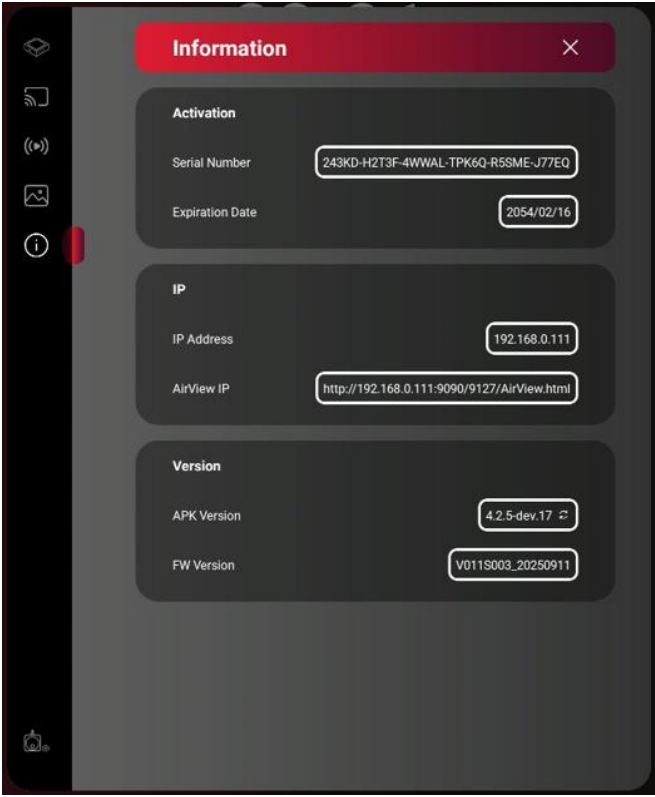 Information
Activation
Serial Number 243KD-H2T3F-4WWAL-TPK6Q-R5SME-J77EQ
Expiration Date 2054/02/16
IP
IP Address 192.168.0.111
AirView IP http://192.168.0.111:9090/9127/AirView.html
Version
APK Version 4.2.5-dev.17
FW Version V011S003_20250911